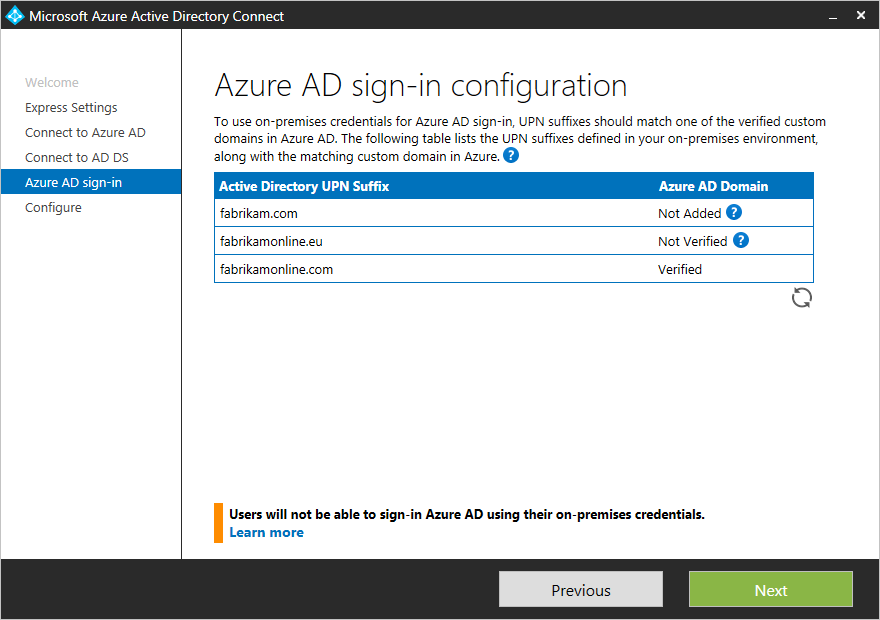 Microsoft Azure Active Directory Connect
Welcome
Express Settings
Connect to Azure AD
Connect to AD DS
Azure AD sign-in
Configure
Azure AD sign-in configuration
To use on-premises credentials for Azure AD sign-in, UPN suffixes should match one of the verified custom
domains in Azure AD. The following table lists the UPN suffixes defined in your on-premises environment,
along with the matching custom domain in Azure. ?
Active Directory UPN Suffix Azure AD Domain
fabrikam.com Not Added ?
fabrikamonline.eu Not Verified ?
fabrikamonline.com Verified
Users will not be able to sign-in Azure AD using their on-premises credentials.
Learn more
Previous Next